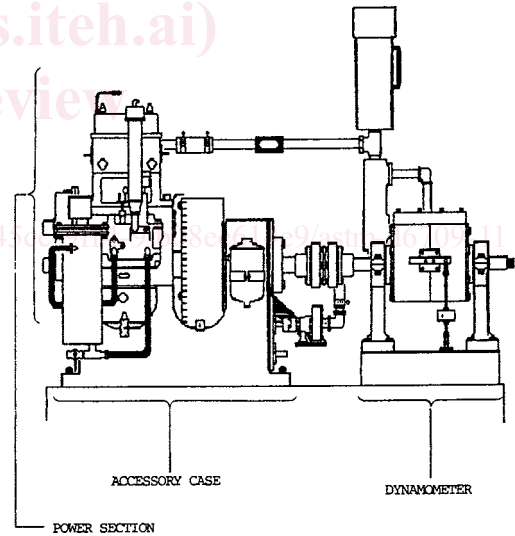 s.iteh.ai)
eview
ACCESSORY CASE
DYNAMOMETER
POWER SECTION